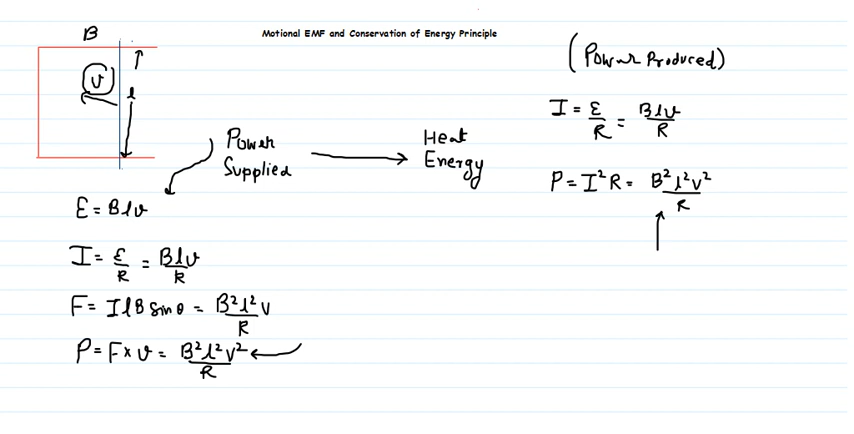 Motional EMF and Conservation of Energy Principle
B
v
l
Power Supplied → Heat Energy
ε = Blv
I = ε/R = Blv/R
F = IlB sin θ = B²l²v/R
P = F × v = B²l²v²/R
(Power Produced)
I = ε/R = Blv/R
P = I²R = B²l²v²/R